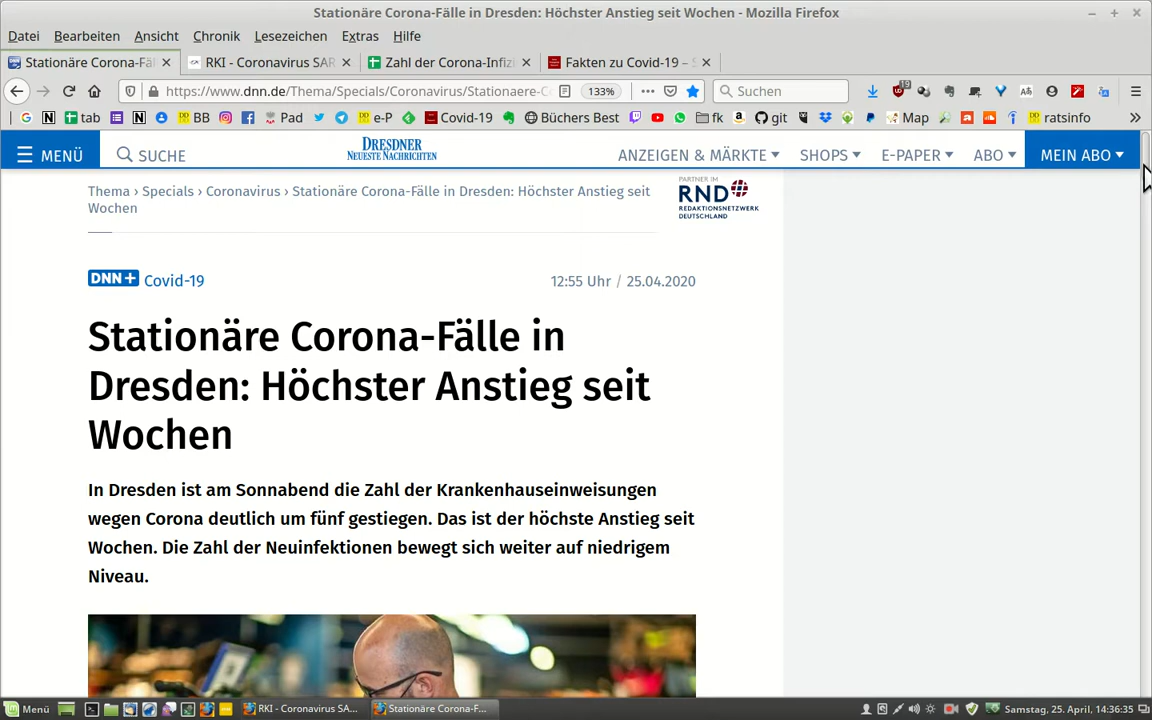 Stationäre Corona-Fälle in Dresden: Höchster Anstieg seit Wochen - Mozilla Firefox
Datei Bearbeiten Ansicht Chronik Lesezeichen Extras Hilfe
Stationäre Corona-Fäl RKI - Coronavirus SAR Zahl der Corona-Infizi Fakten zu Covid-19 – S
https://www.dnn.de/Thema/Specials/Coronavirus/Stationaere-C 133% Suchen 19
G N tab N BB Pad e-P Covid-19 Büchers Best fk git Map ratsinfo
MENÜ SUCHE DRESDNER ANZEIGEN & MÄRKTE SHOPS E-PAPER ABO MEIN ABO
NEUESTE NACHRICHTEN
Thema › Specials › Coronavirus › Stationäre Corona-Fälle in Dresden: Höchster Anstieg seit
Wochen
PARTNER IM
RND
REDAKTIONSNETZWERK
DEUTSCHLAND
DNN+ Covid-19 12:55 Uhr / 25.04.2020
Stationäre Corona-Fälle in
Dresden: Höchster Anstieg seit
Wochen
In Dresden ist am Sonnabend die Zahl der Krankenhauseinweisungen
wegen Corona deutlich um fünf gestiegen. Das ist der höchste Anstieg seit
Wochen. Die Zahl der Neuinfektionen bewegt sich weiter auf niedrigem
Niveau.
Menü RKI - Coronavirus SA... Stationäre Corona-F... Samstag, 25. April, 14:36:35